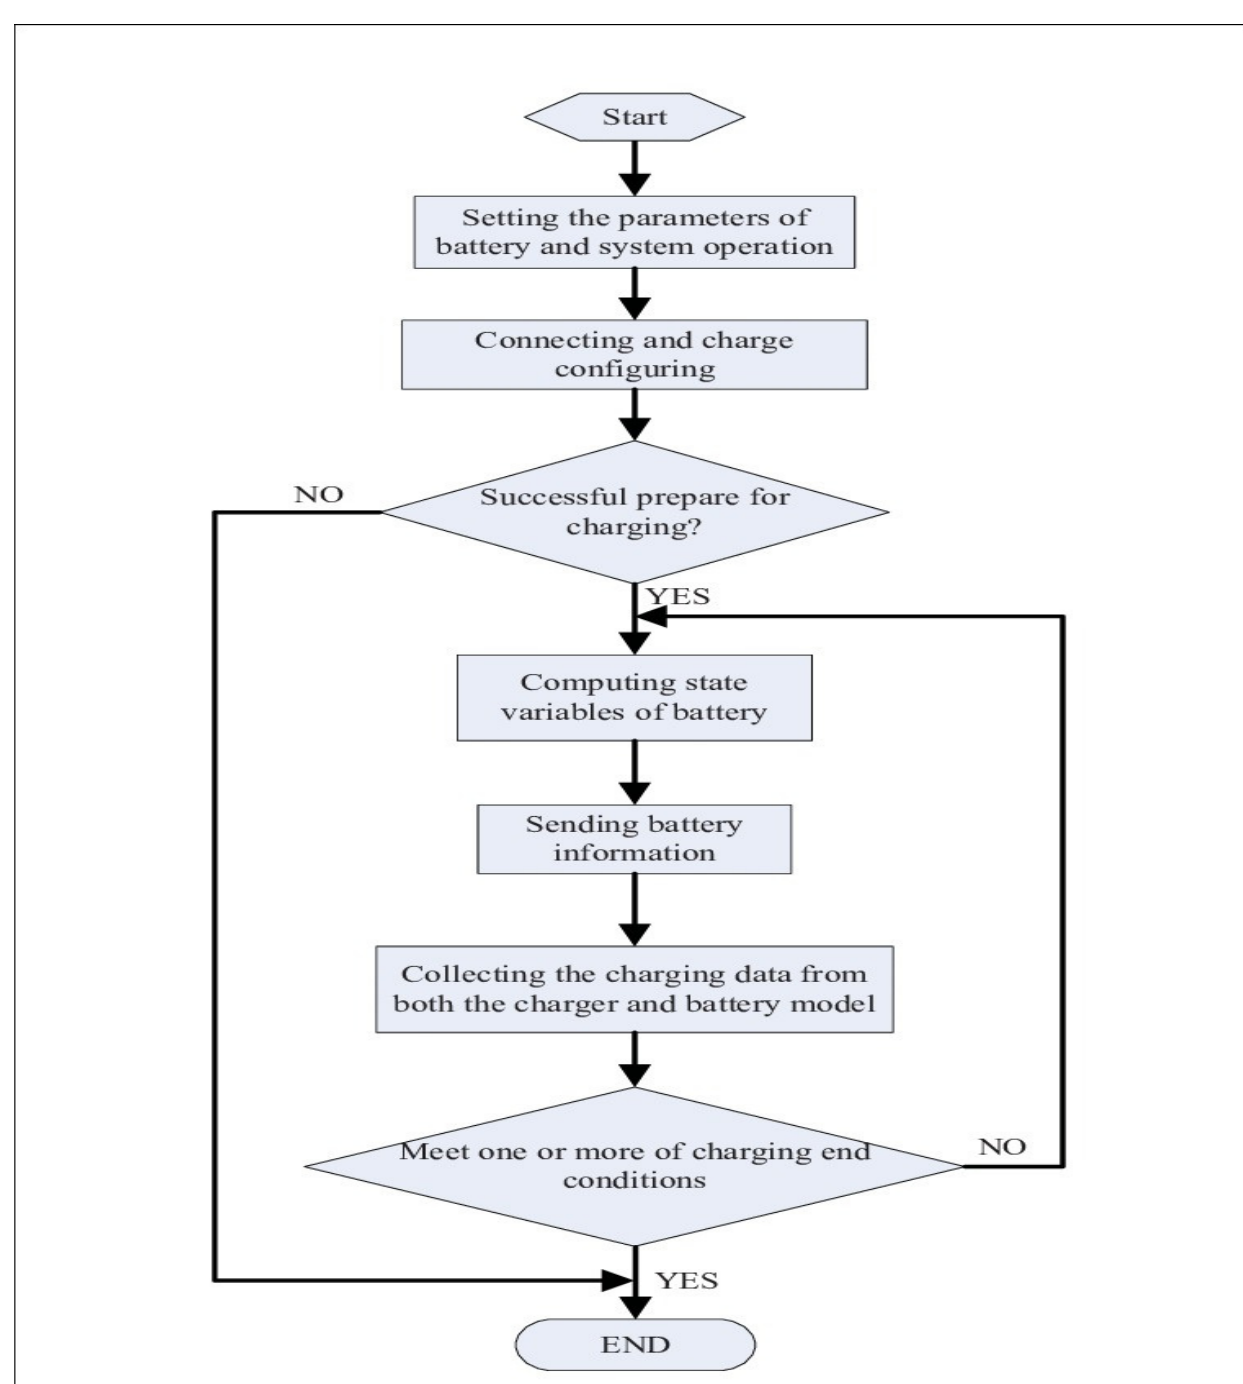 Start
Setting the parameters of
battery and system operation
Connecting and charge
configuring
NO
Successful prepare for
charging?
YES
Computing state
variables of battery
Sending battery
information
Collecting the charging data from
both the charger and battery model
Meet one or more of charging end
conditions
NO
YES
END